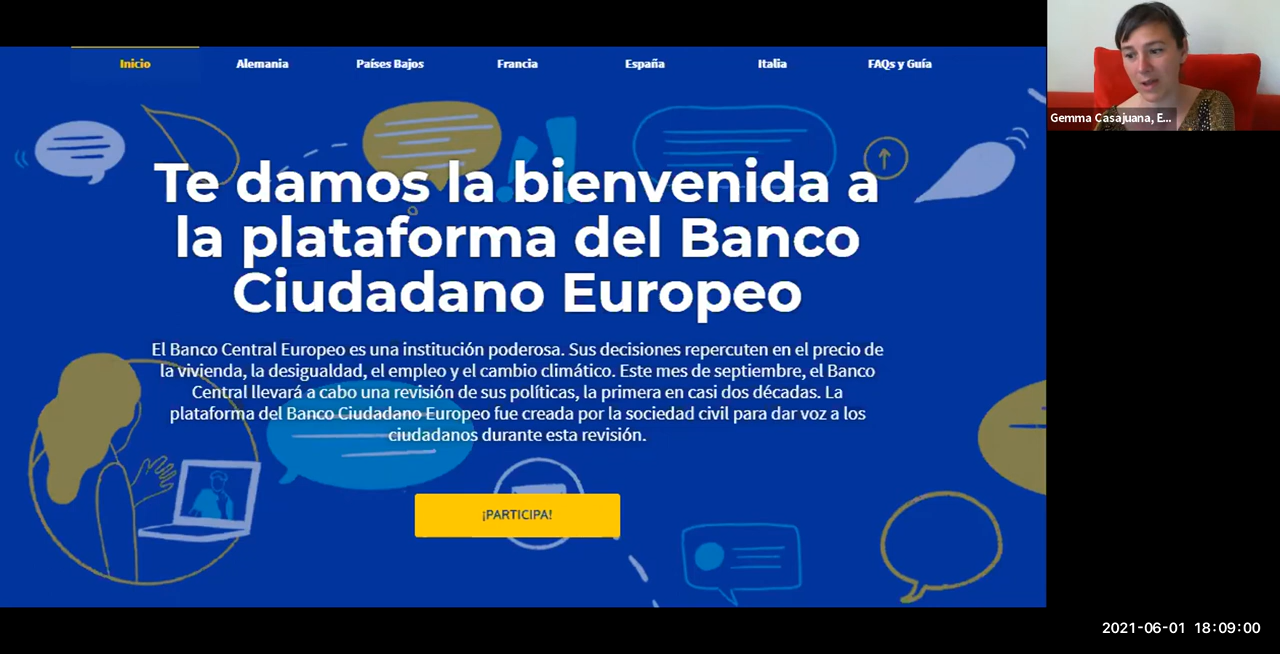 Inicio
Alemania
Países Bajos
Francia
España
Italia
FAQs y Guía
Te damos la bienvenida a
la plataforma del Banco
Ciudadano Europeo
El Banco Central Europeo es una institución poderosa. Sus decisiones repercuten en el precio de
la vivienda, la desigualdad, el empleo y el cambio climático. Este mes de septiembre, el Banco
Central llevará a cabo una revisión de sus políticas, la primera en casi dos décadas. La
plataforma del Banco Ciudadano Europeo fue creada por la sociedad civil para dar voz a los
ciudadanos durante esta revisión.
¡PARTICIPA!
Gemma Casajuana, E...
2021-06-01 18:09:00